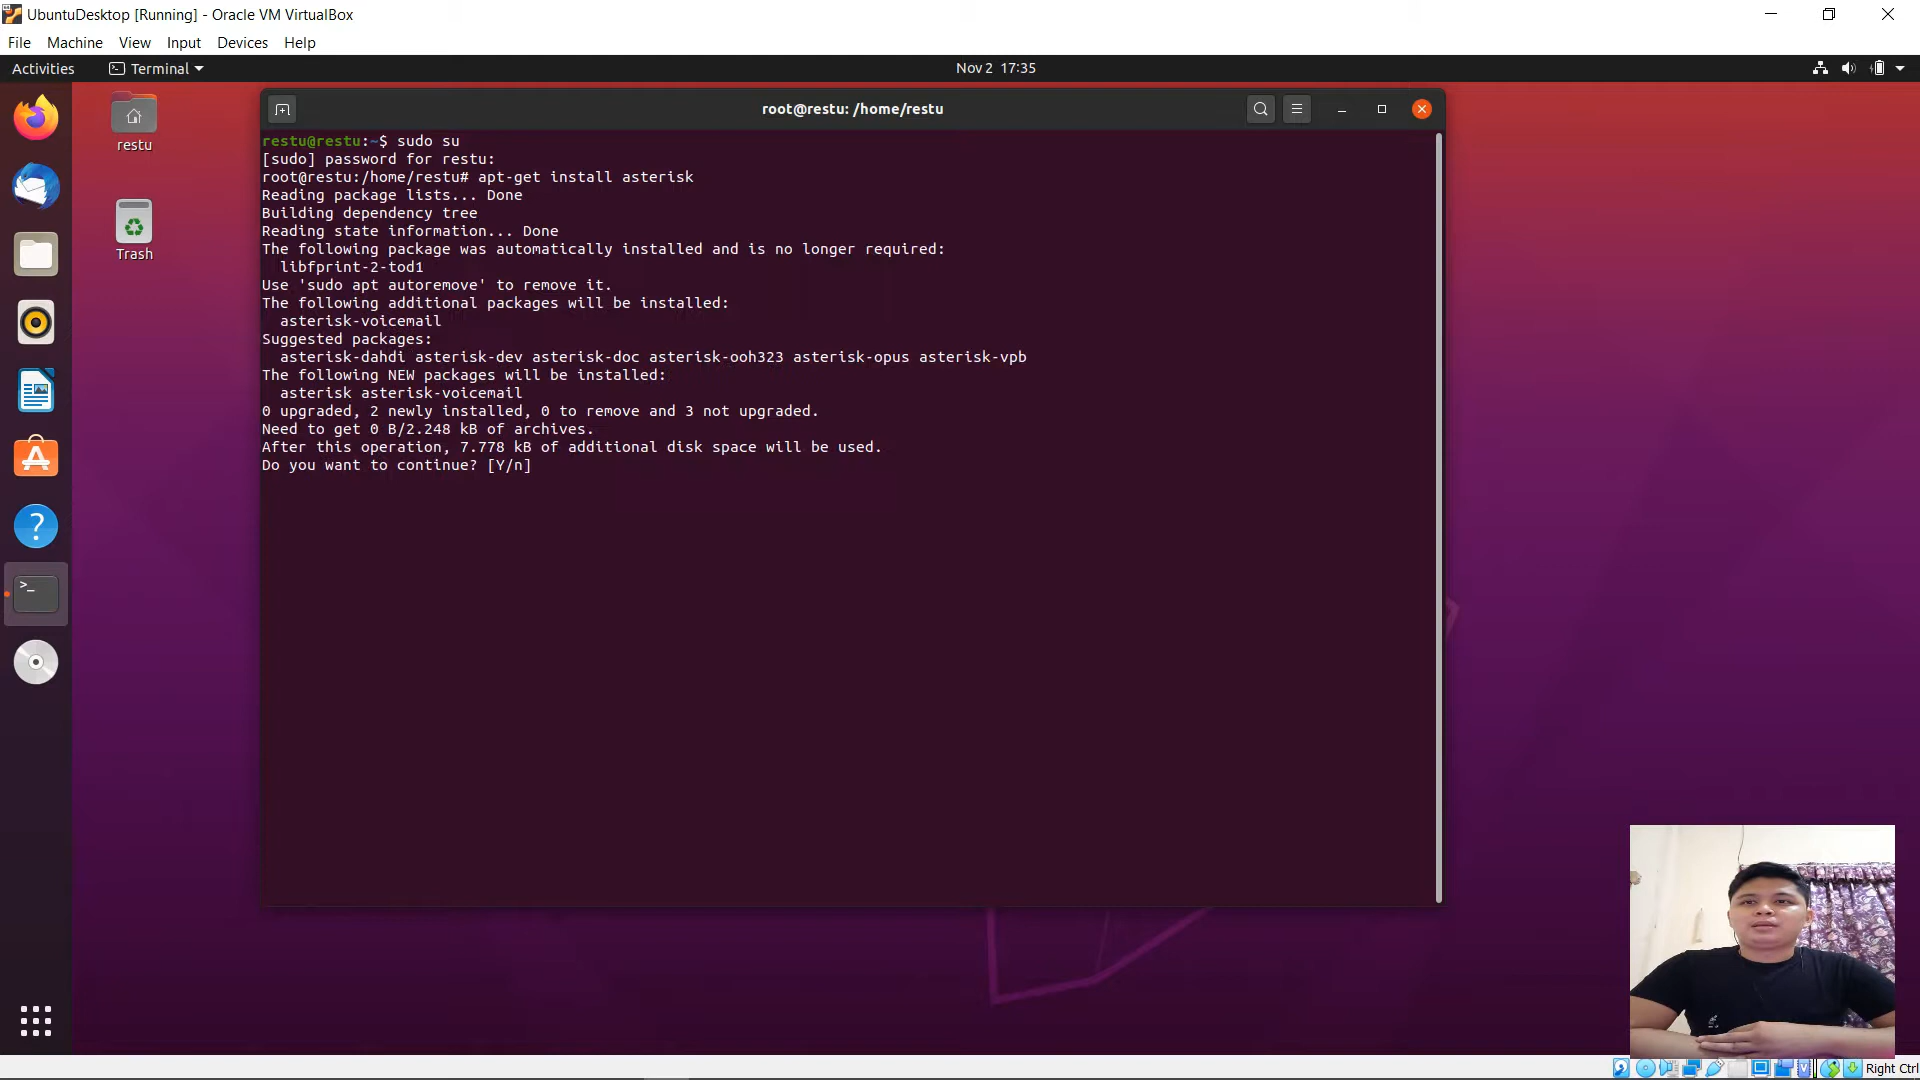 UbuntuDesktop [Running] - Oracle VM VirtualBox
File Machine View Input Devices Help
Activities Terminal Nov 2 17:35
root@restu: /home/restu
restu
Trash
restu@restu:~$ sudo su
[sudo] password for restu:
root@restu:/home/restu# apt-get install asterisk
Reading package lists... Done
Building dependency tree
Reading state information... Done
The following package was automatically installed and is no longer required:
libfprint-2-tod1
Use 'sudo apt autoremove' to remove it.
The following additional packages will be installed:
asterisk-voicemail
Suggested packages:
asterisk-dahdi asterisk-dev asterisk-doc asterisk-ooh323 asterisk-opus asterisk-vpb
The following NEW packages will be installed:
asterisk asterisk-voicemail
0 upgraded, 2 newly installed, 0 to remove and 3 not upgraded.
Need to get 0 B/2.248 kB of archives.
After this operation, 7.778 kB of additional disk space will be used.
Do you want to continue? [Y/n]
Right Ctrl